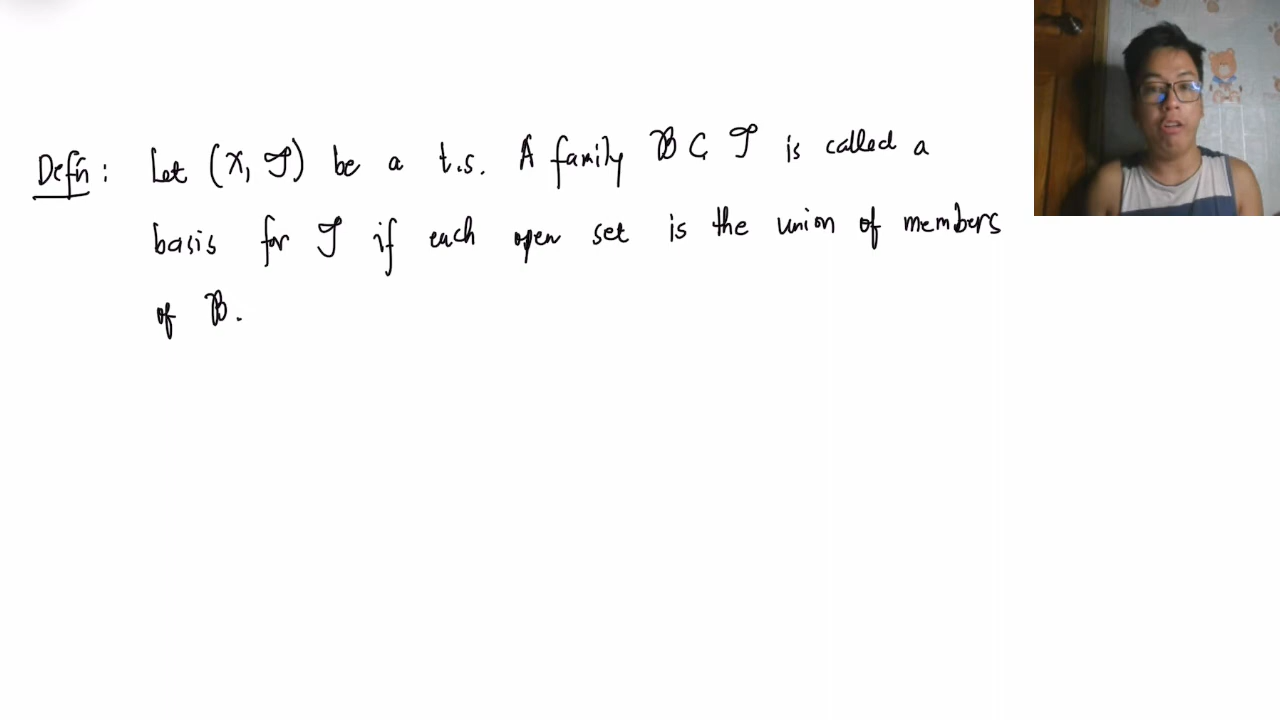 Defn: Let (X, 𝒯) be a t.s. A family ℬ ⊂ 𝒯 is called a
basis for 𝒯 if each open set is the union of members
of ℬ.